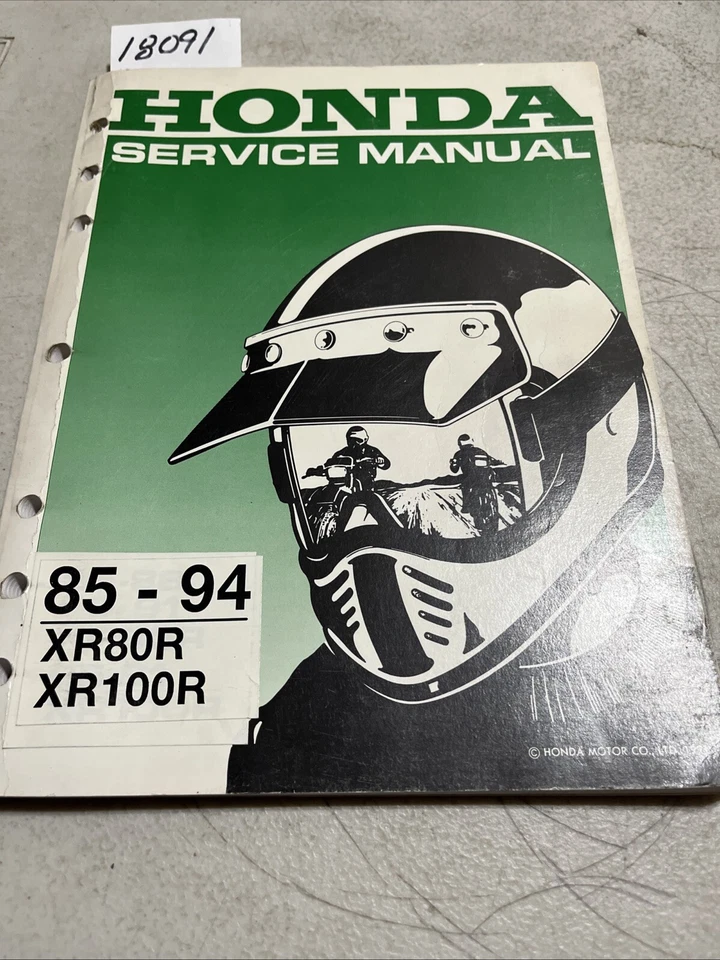 18091
HONDA
SERVICE MANUAL
85 - 94
XR80R
XR100R
© HONDA MOTOR CO., LTD.